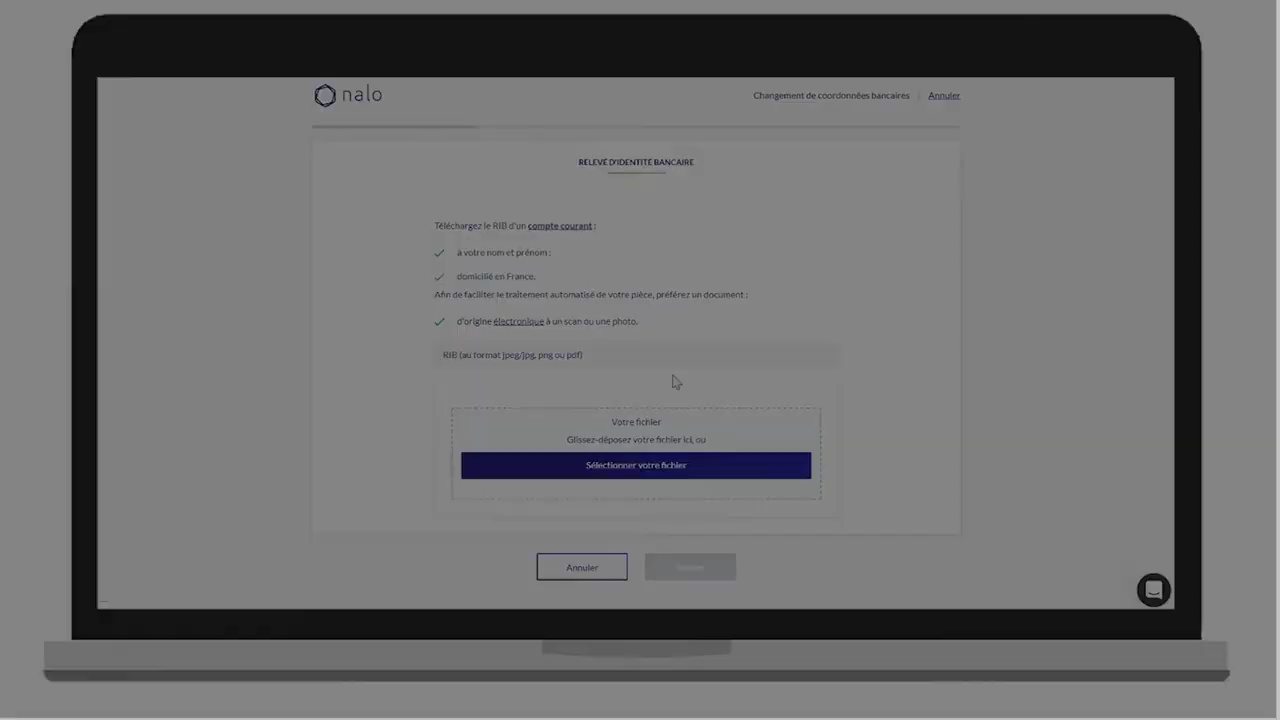 nalo
Changement de coordonnées bancaires
Annuler
RELEVÉ D'IDENTITÉ BANCAIRE
Téléchargez le RIB d'un compte courant :
à votre nom et prénom ;
domicilié en France.
Afin de faciliter le traitement automatisé de votre pièce, préférez un document :
d'origine électronique à un scan ou une photo.
RIB (au format jpeg/jpg, png ou pdf)
Votre fichier
Glissez-déposez votre fichier ici, ou
Sélectionner votre fichier
Annuler